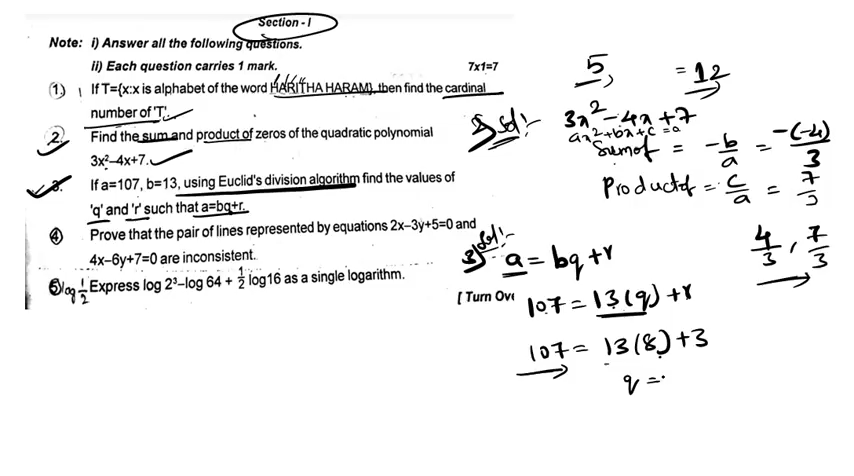 Section - I
Note: i) Answer all the following questions.
ii) Each question carries 1 mark. 7x1=7
1) If T={x:x is alphabet of the word HARITHA HARAM}, then find the cardinal
number of 'T'.
2. Find the sum and product of zeros of the quadratic polynomial
3x²–4x+7.
3. If a=107, b=13, using Euclid's division algorithm find the values of
'q' and 'r' such that a=bq+r.
4) Prove that the pair of lines represented by equations 2x–3y+5=0 and
4x–6y+7=0 are inconsistent.
5) Express log 2³–log 64 + 1/2 log16 as a single logarithm.
log 1/2
[ Turn Ove
5, = 12
Sol:- 3x² - 4x + 7
ax²+bx+c=0
Sum of = -b/a = -(-4)/3
Product of = c/a = 7/3
4/3, 7/3
3) Sol:- a = bq+r
107 = 13(q)+r
107 = 13(8)+3
q =